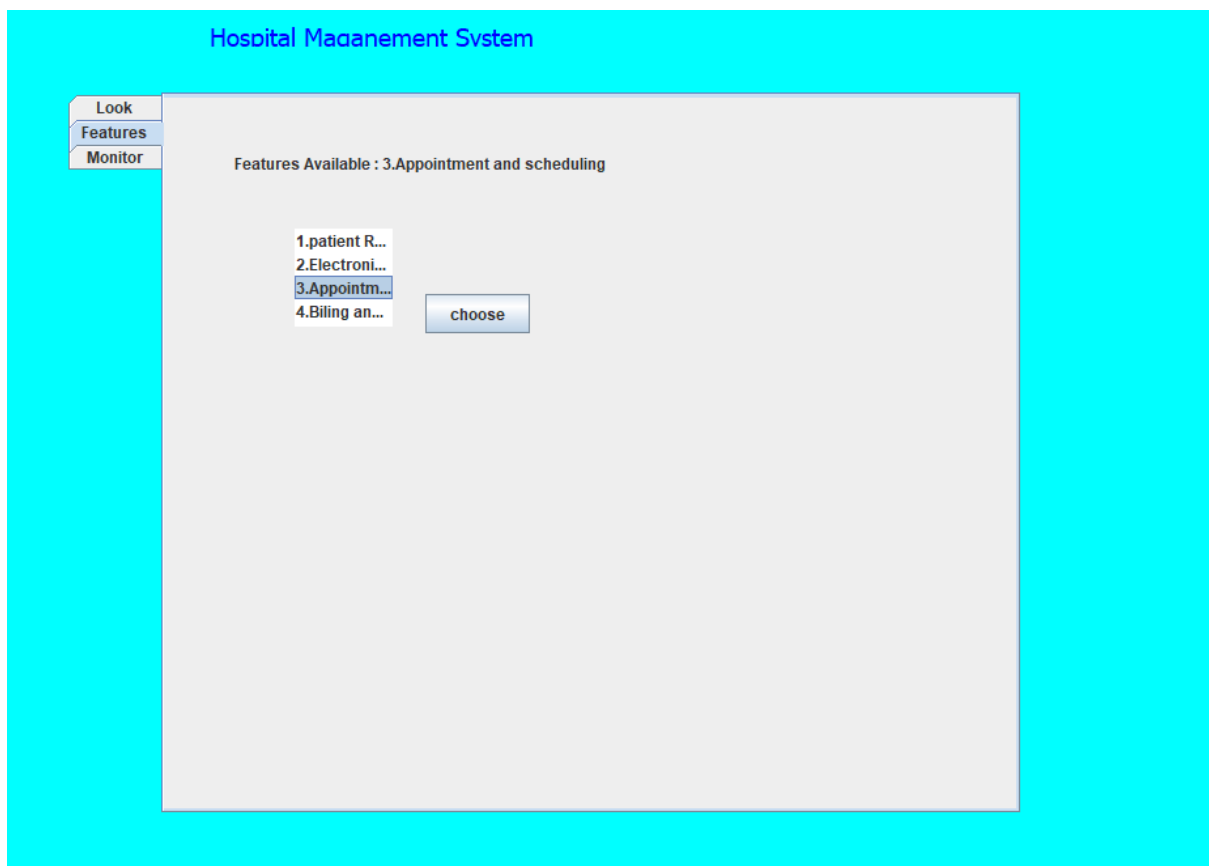 Hospital Maganement System
Look
Features
Monitor
Features Available : 3.Appointment and scheduling
1.patient R...
2.Electroni...
3.Appointm...
4.Biling an...
choose